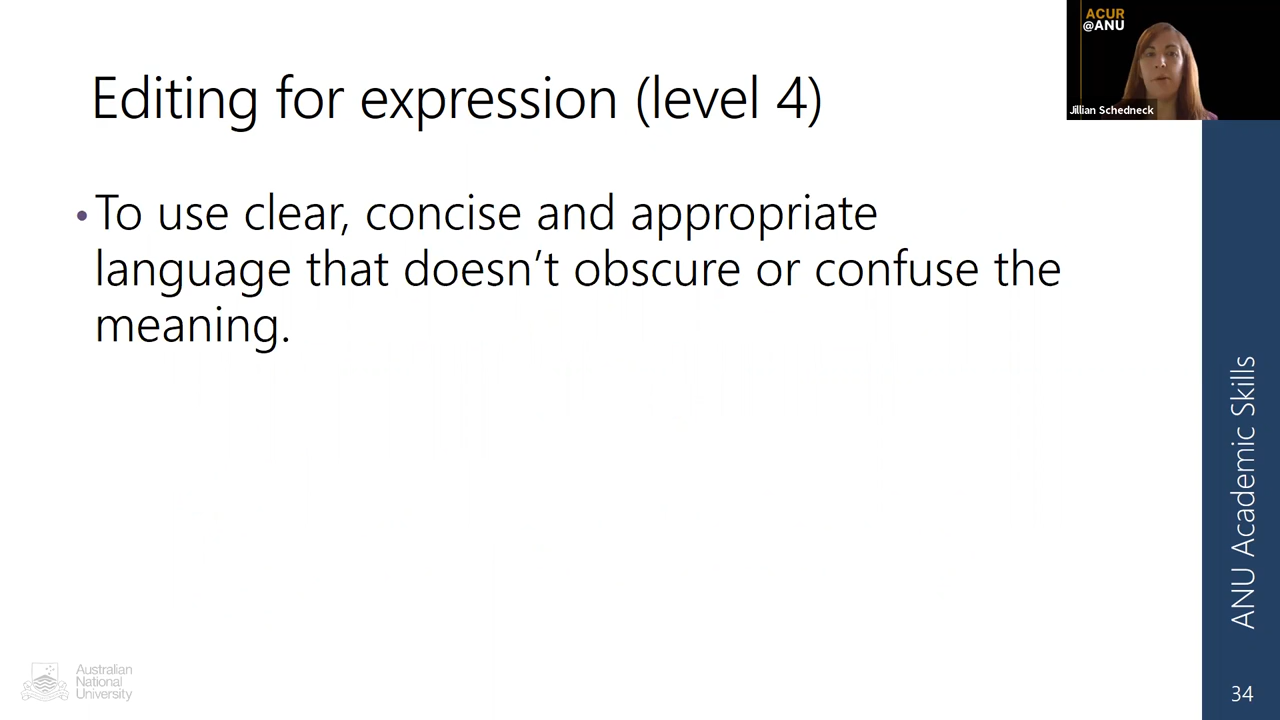 ACUR
@ANU
Jillian Schedneck
Editing for expression (level 4)
• To use clear, concise and appropriate
language that doesn’t obscure or confuse the
meaning.
ANU Academic Skills
Australian
National
University
34